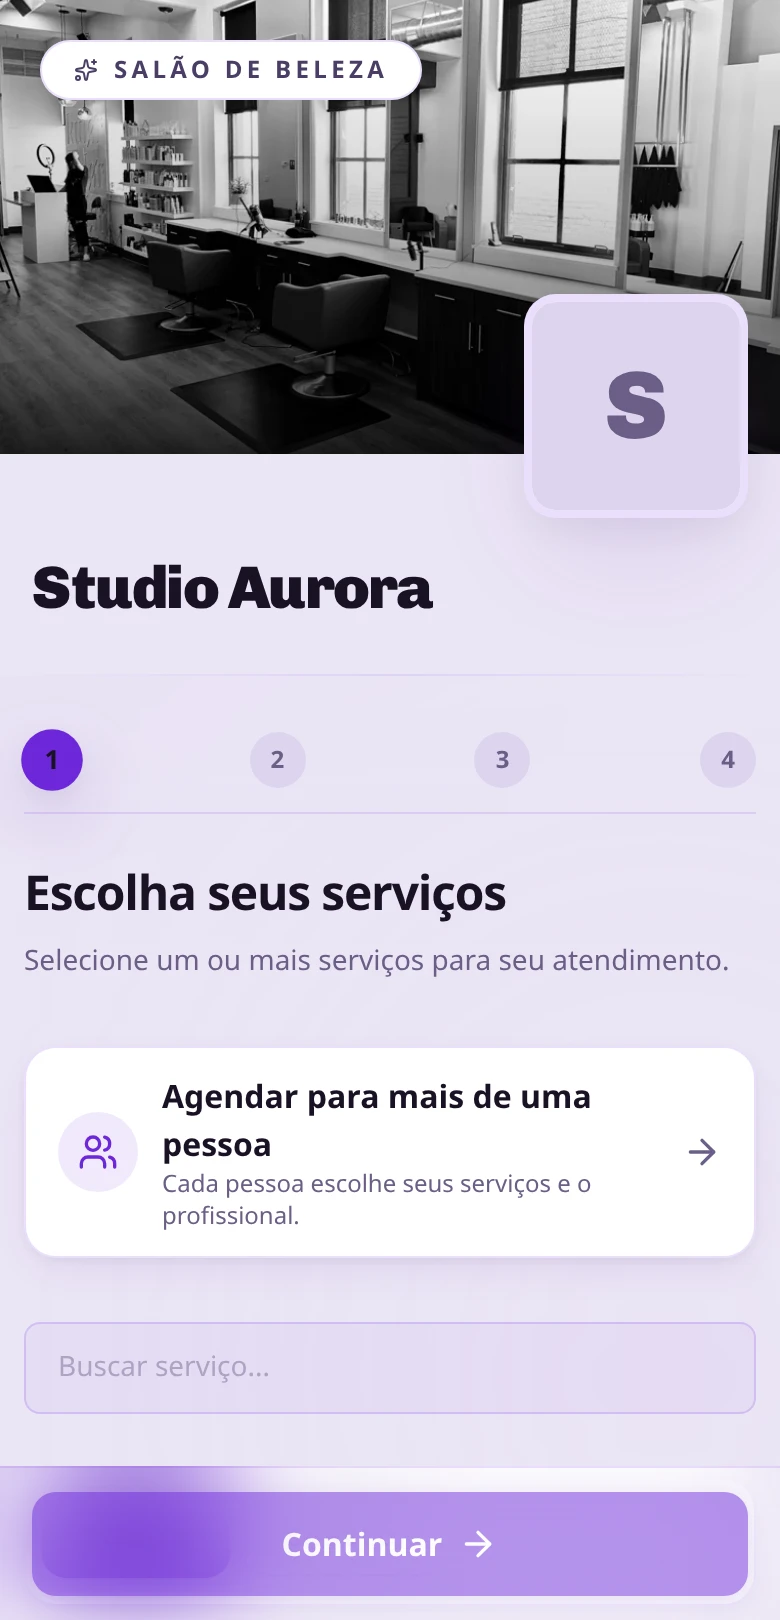 SALÃO DE BELEZA
S
Studio Aurora
1
2
3
4
Escolha seus serviços
Selecione um ou mais serviços para seu atendimento.
Agendar para mais de uma
pessoa
Cada pessoa escolhe seus serviços e o
profissional.
Buscar serviço...
Continuar